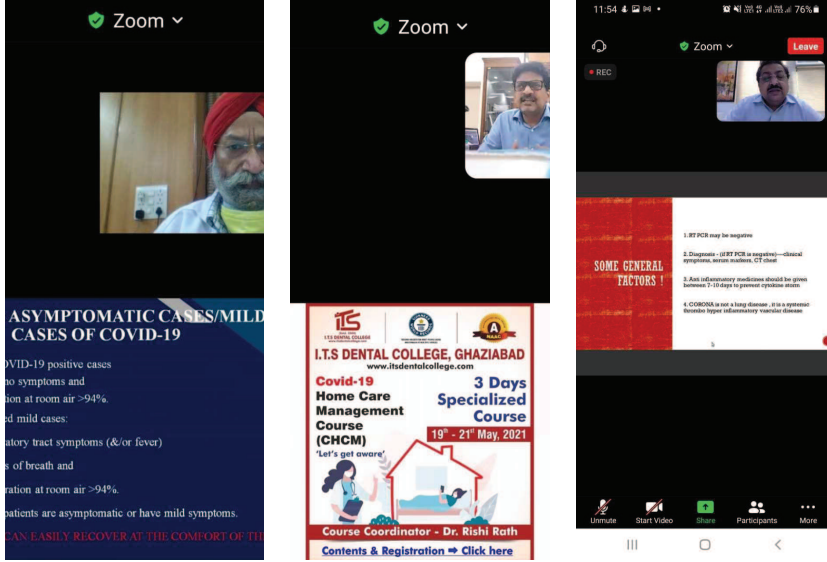 Zoom
ASYMPTOMATIC CASES/MILD
CASES OF COVID-19
OVID-19 positive cases
no symptoms and
tion at room air >94%.
ed mild cases:
atory tract symptoms (&/or fever)
s of breath and
ration at room air >94%.
patients are asymptomatic or have mild symptoms.
CAN EASILY RECOVER AT THE COMFORT OF TH
Zoom
ITS
I.T.S DENTAL COLLEGE
A
NAAC
I.T.S DENTAL COLLEGE, GHAZIABAD
www.itsdentalcollege.com
Covid-19
Home Care
Management
Course
(CHCM)
'Let's get aware'
3 Days
Specialized
Course
19th - 21st May, 2021
Course Coordinator - Dr. Rishi Rath
Contents & Registration ➡ Click here
11:54
76%
Zoom
Leave
REC
SOME GENERAL
FACTORS !
1. RT PCR may be negative
2. Diagnosis - (if RT PCR is negative)—clinical
symptoms, serum markers, CT chest
3. Anti inflammatory medicines should be given
between 7-10 days to prevent cytokine storm
4. CORONA is not a lung disease , it is a systemic
thrombo hyper inflammatory vascular disease
Unmute
Start Video
Share
Participants
More